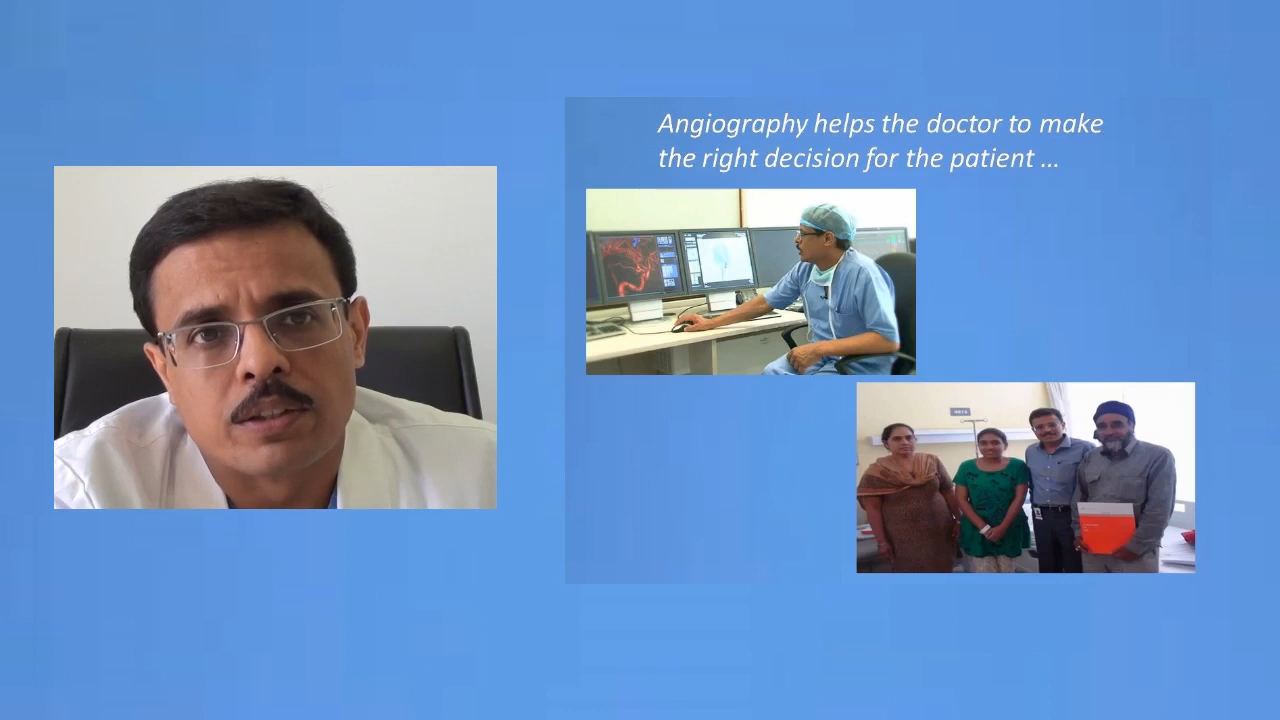 Angiography helps the doctor to make
the right decision for the patient ...